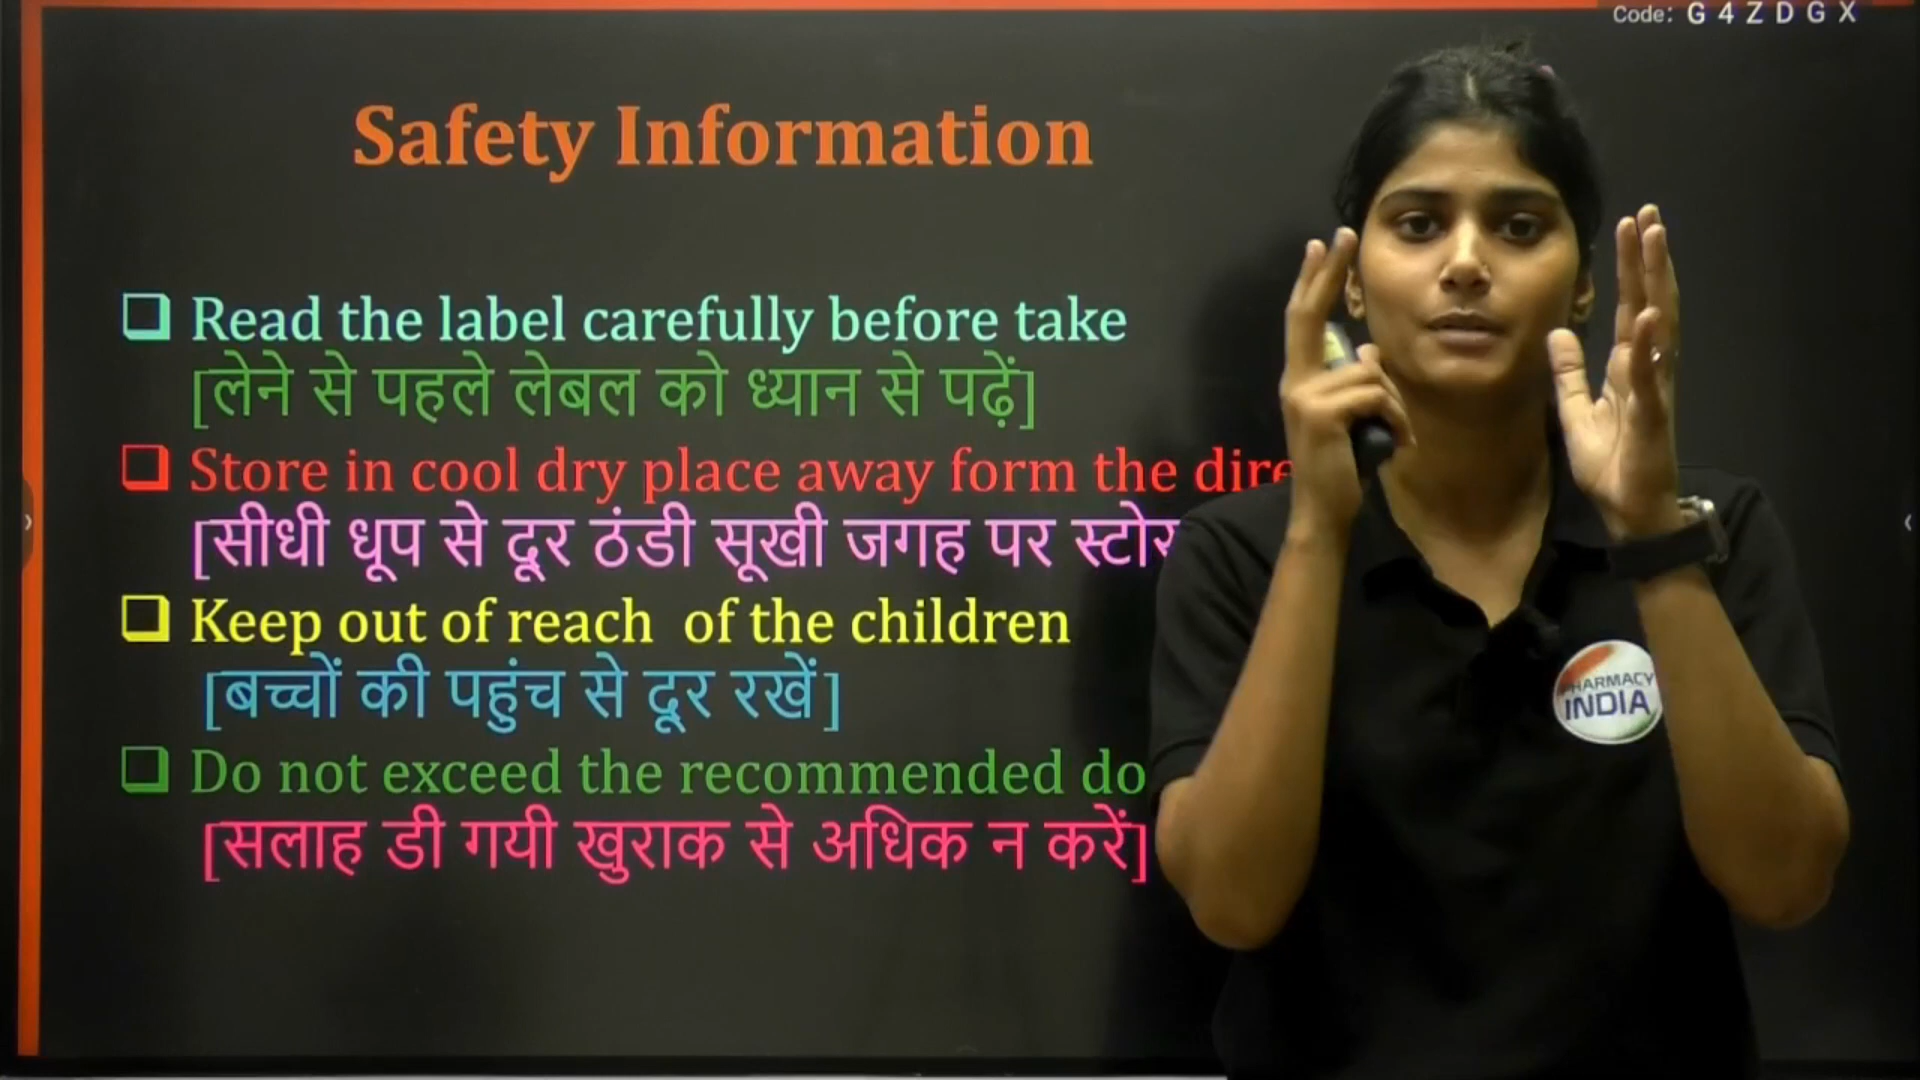 Code: G 4 Z D G X
Safety Information
Read the label carefully before take
[लेने से पहले लेबल को ध्यान से पढ़ें]
Store in cool dry place away form the
[सीधी धूप से दूर ठंडी सूखी जगह पर
Keep out of reach of the children
[बच्चों की पहुंच से दूर रखें]
Do not exceed the recommended
[सलाह डी गयी खुराक से अधिक न करें]
PHARMACY
INDIA